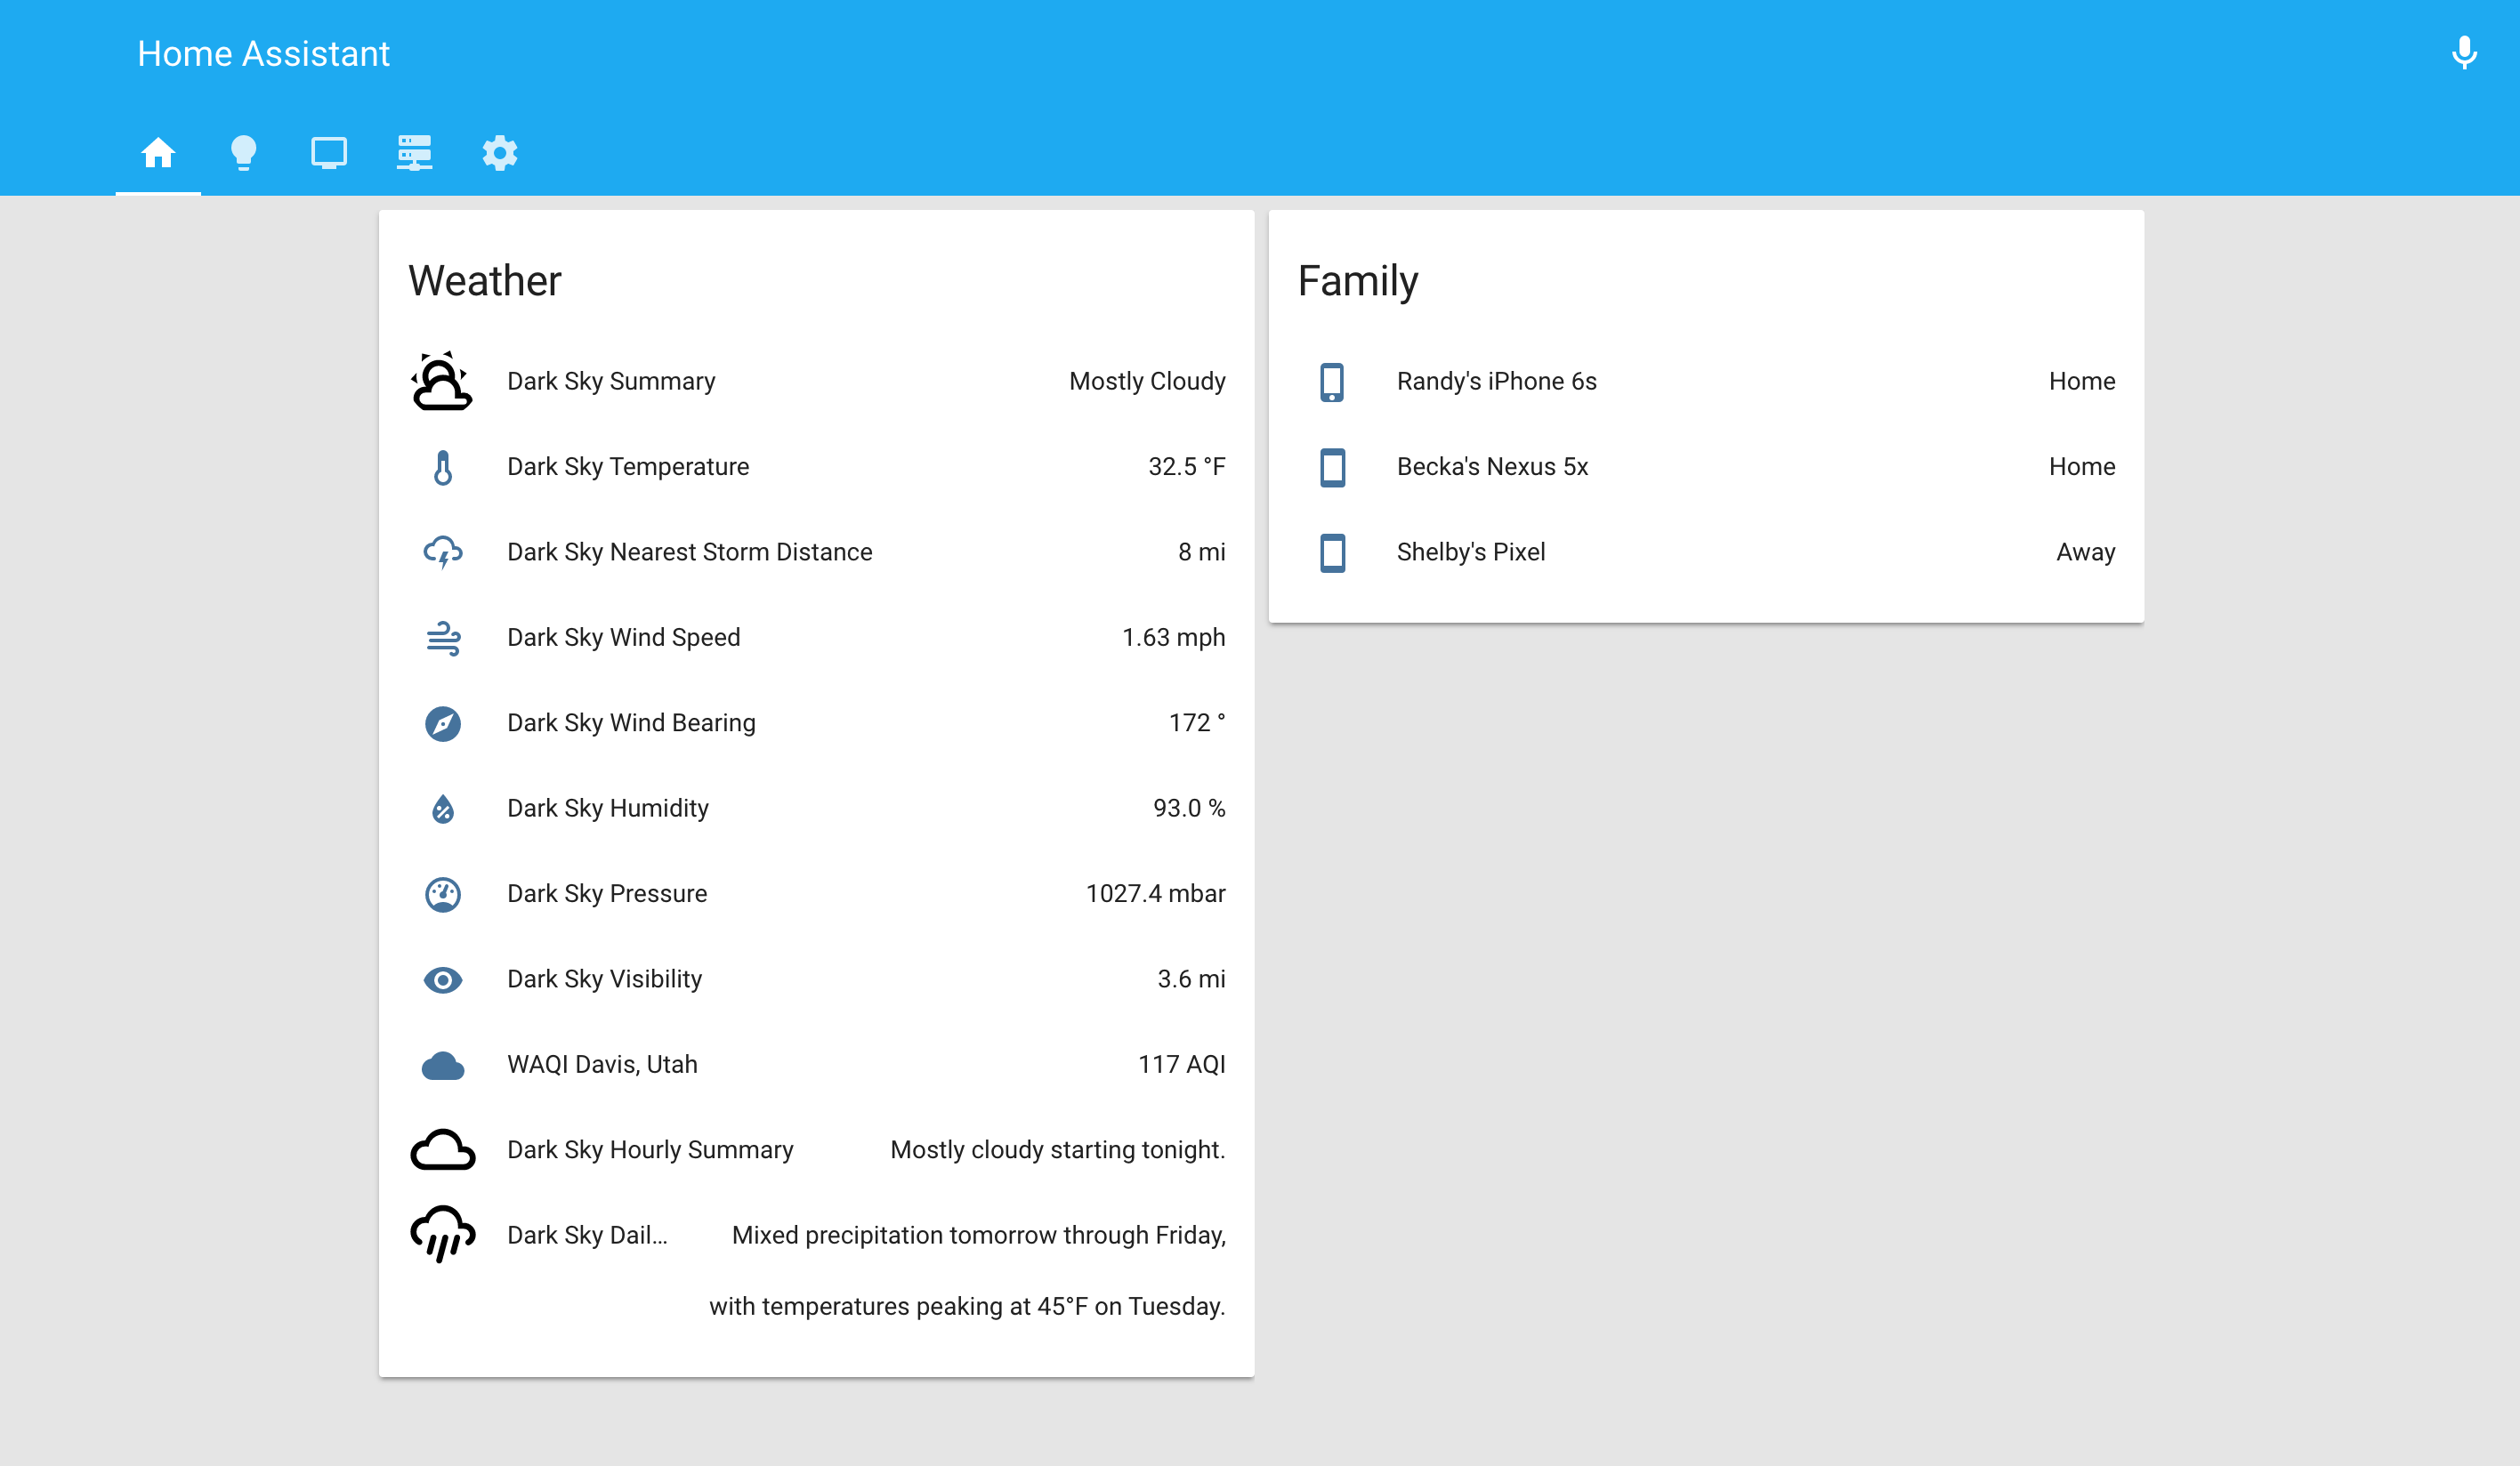 Home Assistant
Weather
Dark Sky Summary Mostly Cloudy
Dark Sky Temperature 32.5 °F
Dark Sky Nearest Storm Distance 8 mi
Dark Sky Wind Speed 1.63 mph
Dark Sky Wind Bearing 172 °
Dark Sky Humidity 93.0 %
Dark Sky Pressure 1027.4 mbar
Dark Sky Visibility 3.6 mi
WAQI Davis, Utah 117 AQI
Dark Sky Hourly Summary Mostly cloudy starting tonight.
Dark Sky Dail... Mixed precipitation tomorrow through Friday,
with temperatures peaking at 45°F on Tuesday.
Family
Randy's iPhone 6s Home
Becka's Nexus 5x Home
Shelby's Pixel Away